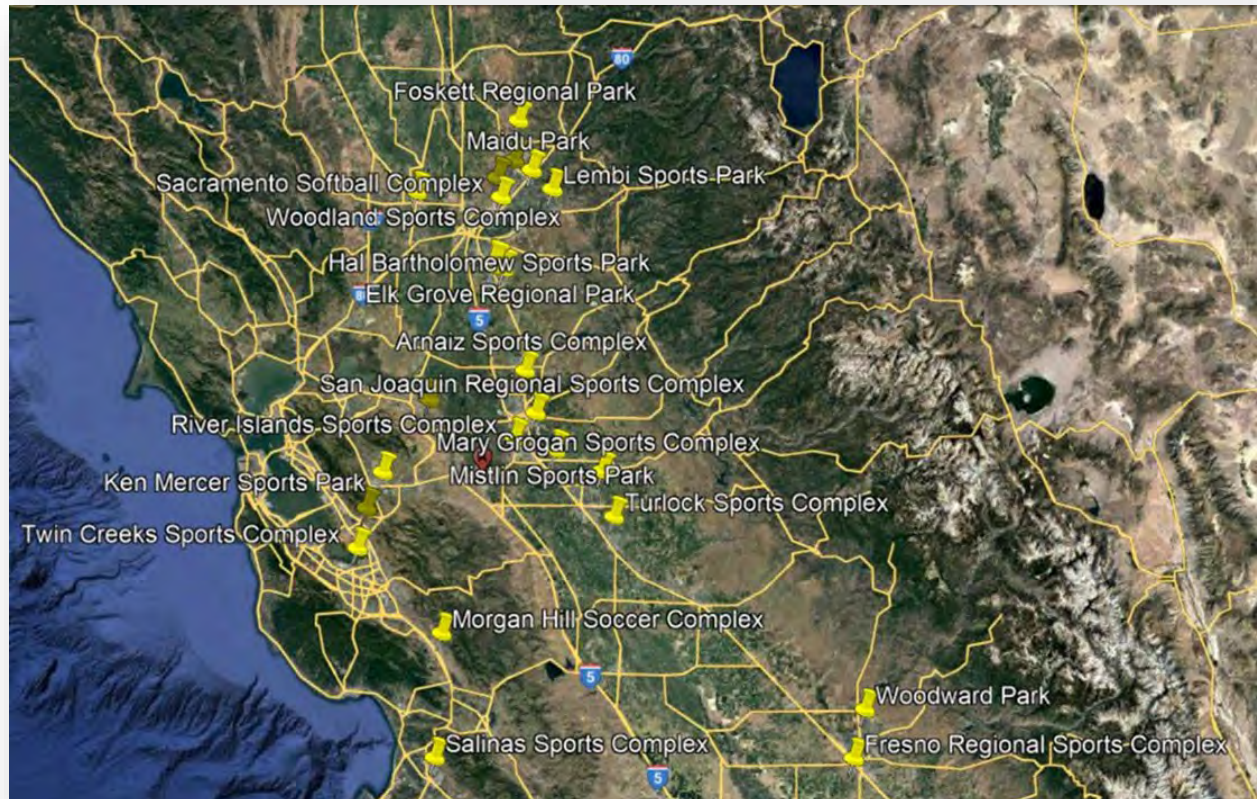 80
Foskett Regional Park
Maidu Park
Lembi Sports Park
Sacramento Softball Complex
Woodland Sports Complex
Hal Bartholomew Sports Park
Elk Grove Regional Park
5
Arnaiz Sports Complex
San Joaquin Regional Sports Complex
River Islands Sports Complex
Mary Grogan Sports Complex
Mistlin Sports Park
Ken Mercer Sports Park
Turlock Sports Complex
Twin Creeks Sports Complex
Morgan Hill Soccer Complex
5
Woodward Park
Salinas Sports Complex
Fresno Regional Sports Complex
5